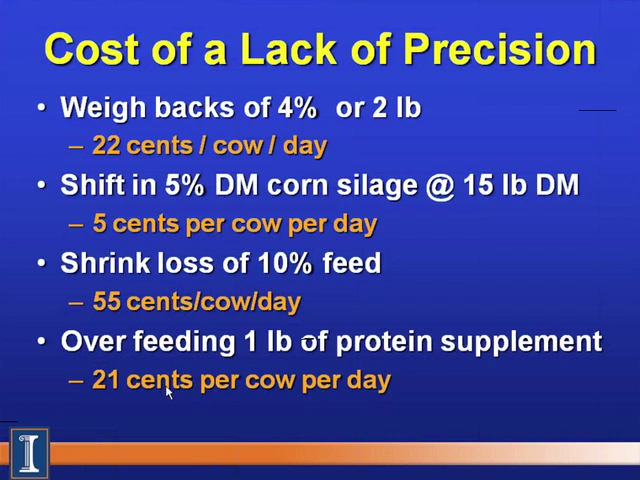 Cost of a Lack of Precision
• Weigh backs of 4% or 2 lb
– 22 cents / cow / day
• Shift in 5% DM corn silage @ 15 lb DM
– 5 cents per cow per day
• Shrink loss of 10% feed
– 55 cents/cow/day
• Over feeding 1 lb of protein supplement
– 21 cents per cow per day
I